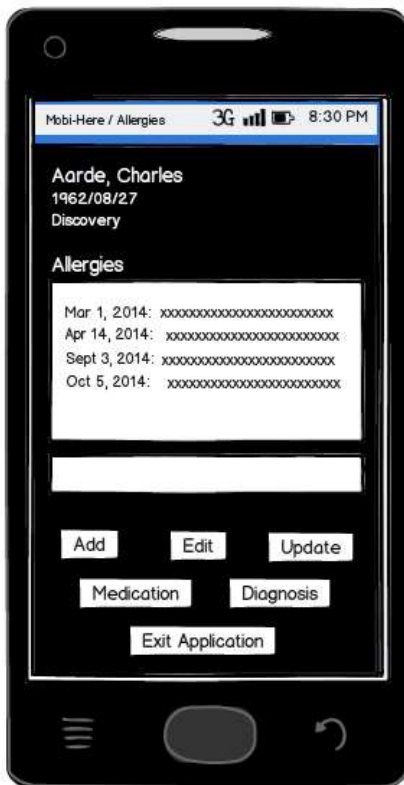 Mobi-Here / Allergies 3G 8:30 PM
Aarde, Charles
1962/08/27
Discovery
Allergies
Mar 1, 2014: xxxxxxxxxxxxxxxxxxxxxxxxx
Apr 14, 2014: xxxxxxxxxxxxxxxxxxxxxxxxx
Sept 3, 2014: xxxxxxxxxxxxxxxxxxxxxxxxx
Oct 5, 2014: xxxxxxxxxxxxxxxxxxxxxxxxx
Add Edit Update
Medication Diagnosis
Exit Application